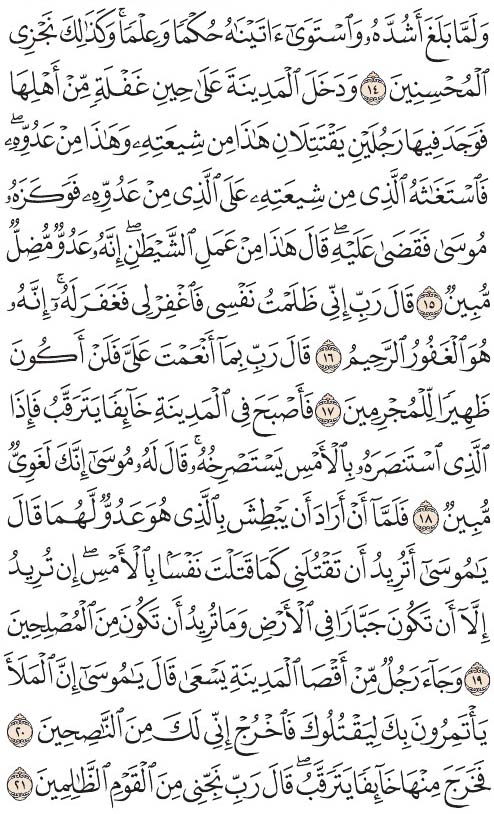 وَلَمَّا بَلَغَ أَشُدَّهُۥ وَٱسْتَوَىٰٓ ءَاتَيْنَٰهُ حُكْمًا وَعِلْمًا ۚ وَكَذَٰلِكَ نَجْزِى
ٱلْمُحْسِنِينَ ١٤ وَدَخَلَ ٱلْمَدِينَةَ عَلَىٰ حِينِ غَفْلَةٍ مِّنْ أَهْلِهَا
فَوَجَدَ فِيهَا رَجُلَيْنِ يَقْتَتِلَانِ هَٰذَا مِن شِيعَتِهِۦ وَهَٰذَا مِنْ عَدُوِّهِۦ ۖ
فَٱسْتَغَٰثَهُ ٱلَّذِى مِن شِيعَتِهِۦ عَلَى ٱلَّذِى مِنْ عَدُوِّهِۦ فَوَكَزَهُۥ
مُوسَىٰ فَقَضَىٰ عَلَيْهِ ۖ قَالَ هَٰذَا مِنْ عَمَلِ ٱلشَّيْطَٰنِ ۖ إِنَّهُۥ عَدُوٌّ مُّضِلٌّ
مُّبِينٌ ١٥ قَالَ رَبِّ إِنِّى ظَلَمْتُ نَفْسِى فَٱغْفِرْ لِى فَغَفَرَ لَهُۥٓ ۚ إِنَّهُۥ
هُوَ ٱلْغَفُورُ ٱلرَّحِيمُ ١٦ قَالَ رَبِّ بِمَآ أَنْعَمْتَ عَلَىَّ فَلَنْ أَكُونَ
ظَهِيرًا لِّلْمُجْرِمِينَ ١٧ فَأَصْبَحَ فِى ٱلْمَدِينَةِ خَآئِفًا يَتَرَقَّبُ فَإِذَا
ٱلَّذِى ٱسْتَنصَرَهُۥ بِٱلْأَمْسِ يَسْتَصْرِخُهُۥ ۚ قَالَ لَهُۥ مُوسَىٰٓ إِنَّكَ لَغَوِىٌّ
مُّبِينٌ ١٨ فَلَمَّآ أَنْ أَرَادَ أَن يَبْطِشَ بِٱلَّذِى هُوَ عَدُوٌّ لَّهُمَا قَالَ
يَٰمُوسَىٰٓ أَتُرِيدُ أَن تَقْتُلَنِى كَمَا قَتَلْتَ نَفْسًۢا بِٱلْأَمْسِ ۖ إِن تُرِيدُ
إِلَّآ أَن تَكُونَ جَبَّارًا فِى ٱلْأَرْضِ وَمَا تُرِيدُ أَن تَكُونَ مِنَ ٱلْمُصْلِحِينَ
١٩ وَجَآءَ رَجُلٌ مِّنْ أَقْصَا ٱلْمَدِينَةِ يَسْعَىٰ قَالَ يَٰمُوسَىٰٓ إِنَّ ٱلْمَلَأَ
يَأْتَمِرُونَ بِكَ لِيَقْتُلُوكَ فَٱخْرُجْ إِنِّى لَكَ مِنَ ٱلنَّٰصِحِينَ ٢٠
فَخَرَجَ مِنْهَا خَآئِفًا يَتَرَقَّبُ ۖ قَالَ رَبِّ نَجِّنِى مِنَ ٱلْقَوْمِ ٱلظَّٰلِمِينَ ٢١